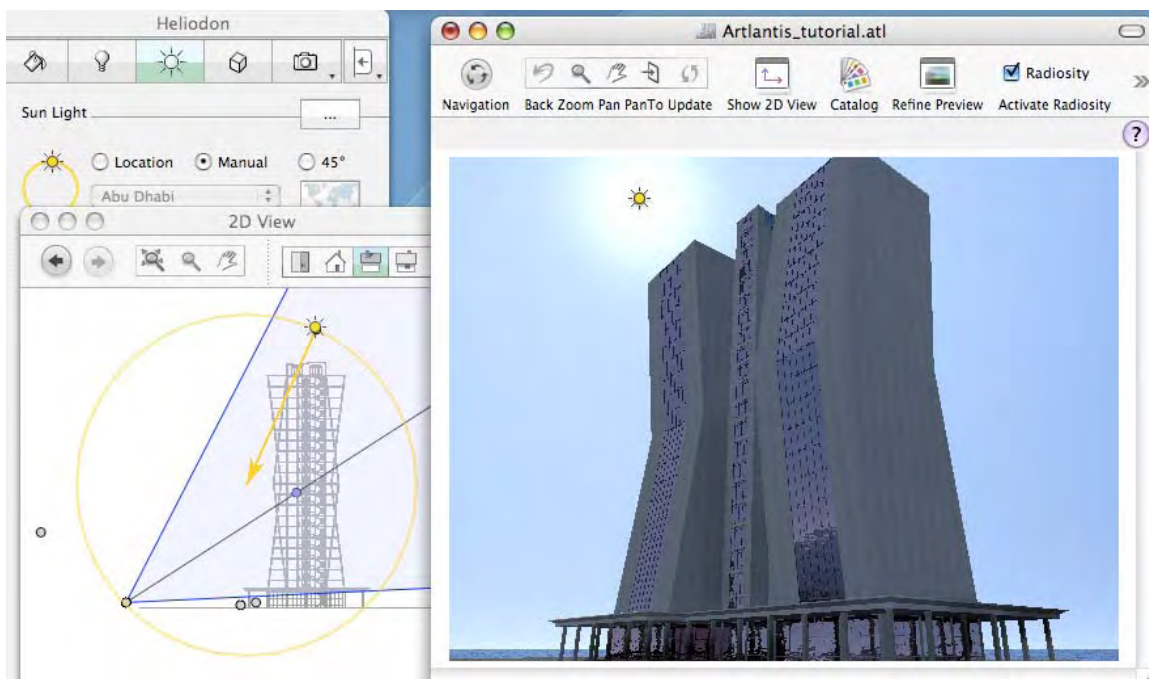 Heliodon
Sun Light
...
Location Manual 45°
Abu Dhabi
2D View
Artlantis_tutorial.atl
Radiosity
Navigation Back Zoom Pan PanTo Update Show 2D View Catalog Refine Preview Activate Radiosity
»
?